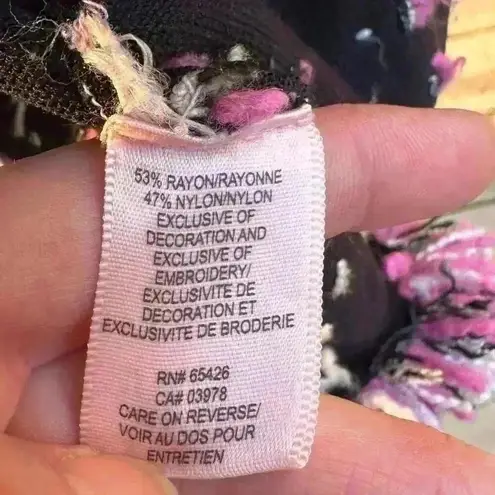 53% RAYON/RAYONNE
47% NYLON/NYLON
EXCLUSIVE OF
DECORATION AND
EXCLUSIVE OF
EMBROIDERY/
EXCLUSIVITE DE
DECORATION ET
EXCLUSIVITE DE BRODERIE
RN# 65426
CA# 03978
CARE ON REVERSE/
VOIR AU DOS POUR
ENTRETIEN